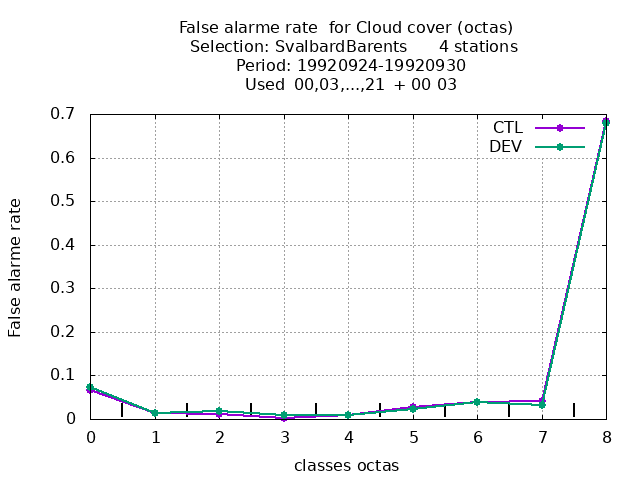 False alarme rate  for Cloud cover (octas)
Selection: SvalbardBarents      4 stations
Period: 19920924-19920930
Used  00,03,...,21  + 00 03
CTL
DEV
False alarme rate
0.7
0.6
0.5
0.4
0.3
0.2
0.1
0
0 1 2 3 4 5 6 7 8
classes octas